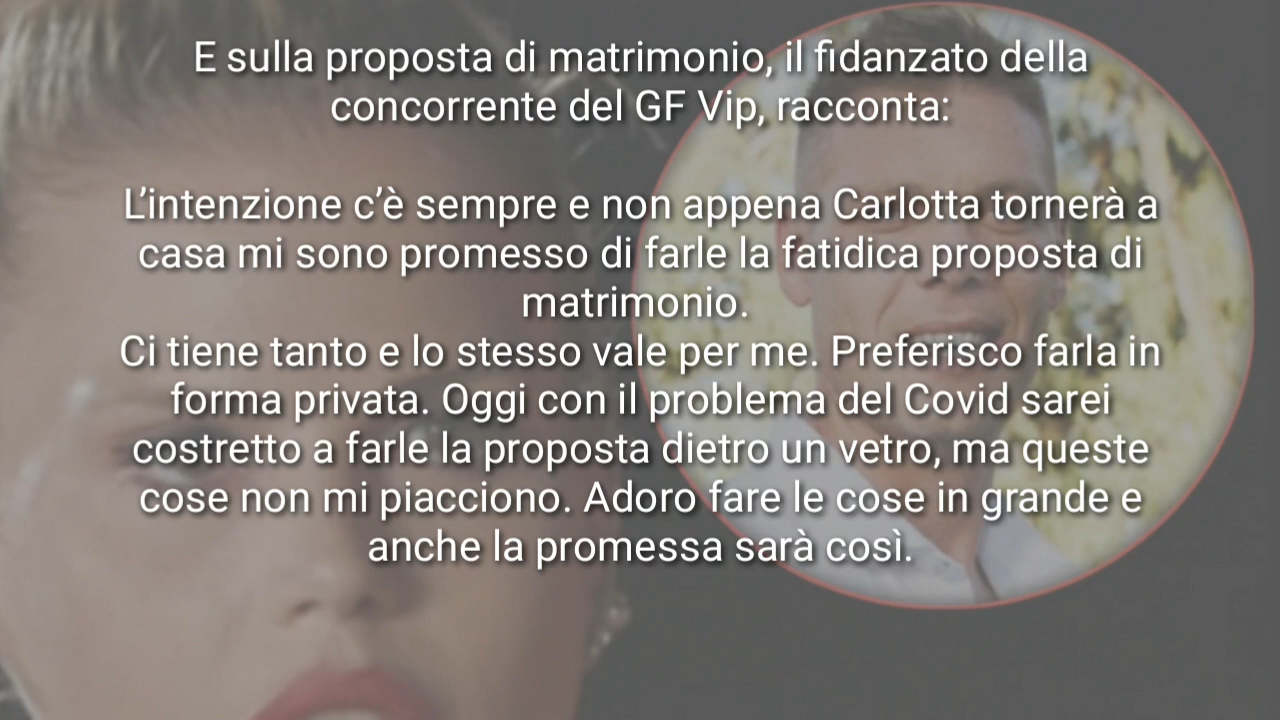 E sulla proposta di matrimonio, il fidanzato della
concorrente del GF Vip, racconta:
L’intenzione c’è sempre e non appena Carlotta tornerà a
casa mi sono promesso di farle la fatidica proposta di
matrimonio.
Ci tiene tanto e lo stesso vale per me. Preferisco farla in
forma privata. Oggi con il problema del Covid sarei
costretto a farle la proposta dietro un vetro, ma queste
cose non mi piacciono. Adoro fare le cose in grande e
anche la promessa sarà così.